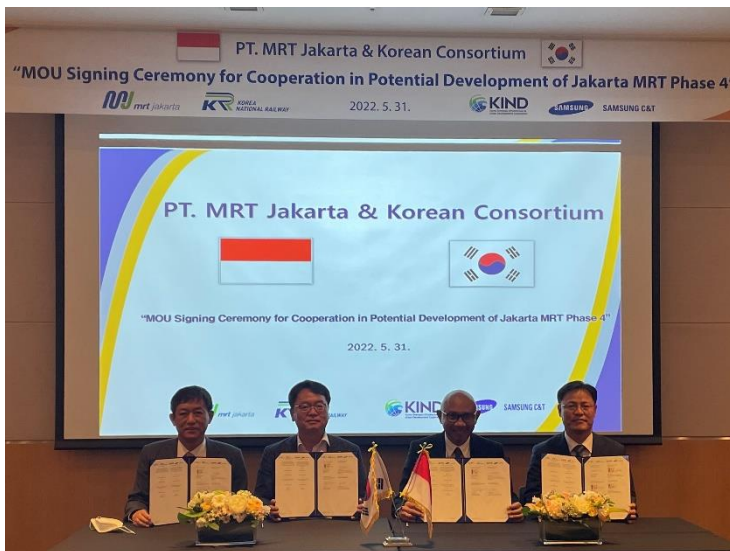 PT. MRT Jakarta & Korean Consortium
“MOU Signing Ceremony for Cooperation in Potential Development of Jakarta MRT Phase 4”
mrt jakarta
KR KOREA NATIONAL RAILWAY
2022. 5. 31.
KIND
SAMSUNG
SAMSUNG C&T
PT. MRT Jakarta & Korean Consortium
“MOU Signing Ceremony for Cooperation in Potential Development of Jakarta MRT Phase 4”
2022. 5. 31.
mrt jakarta
KIND
SAMSUNG C&T